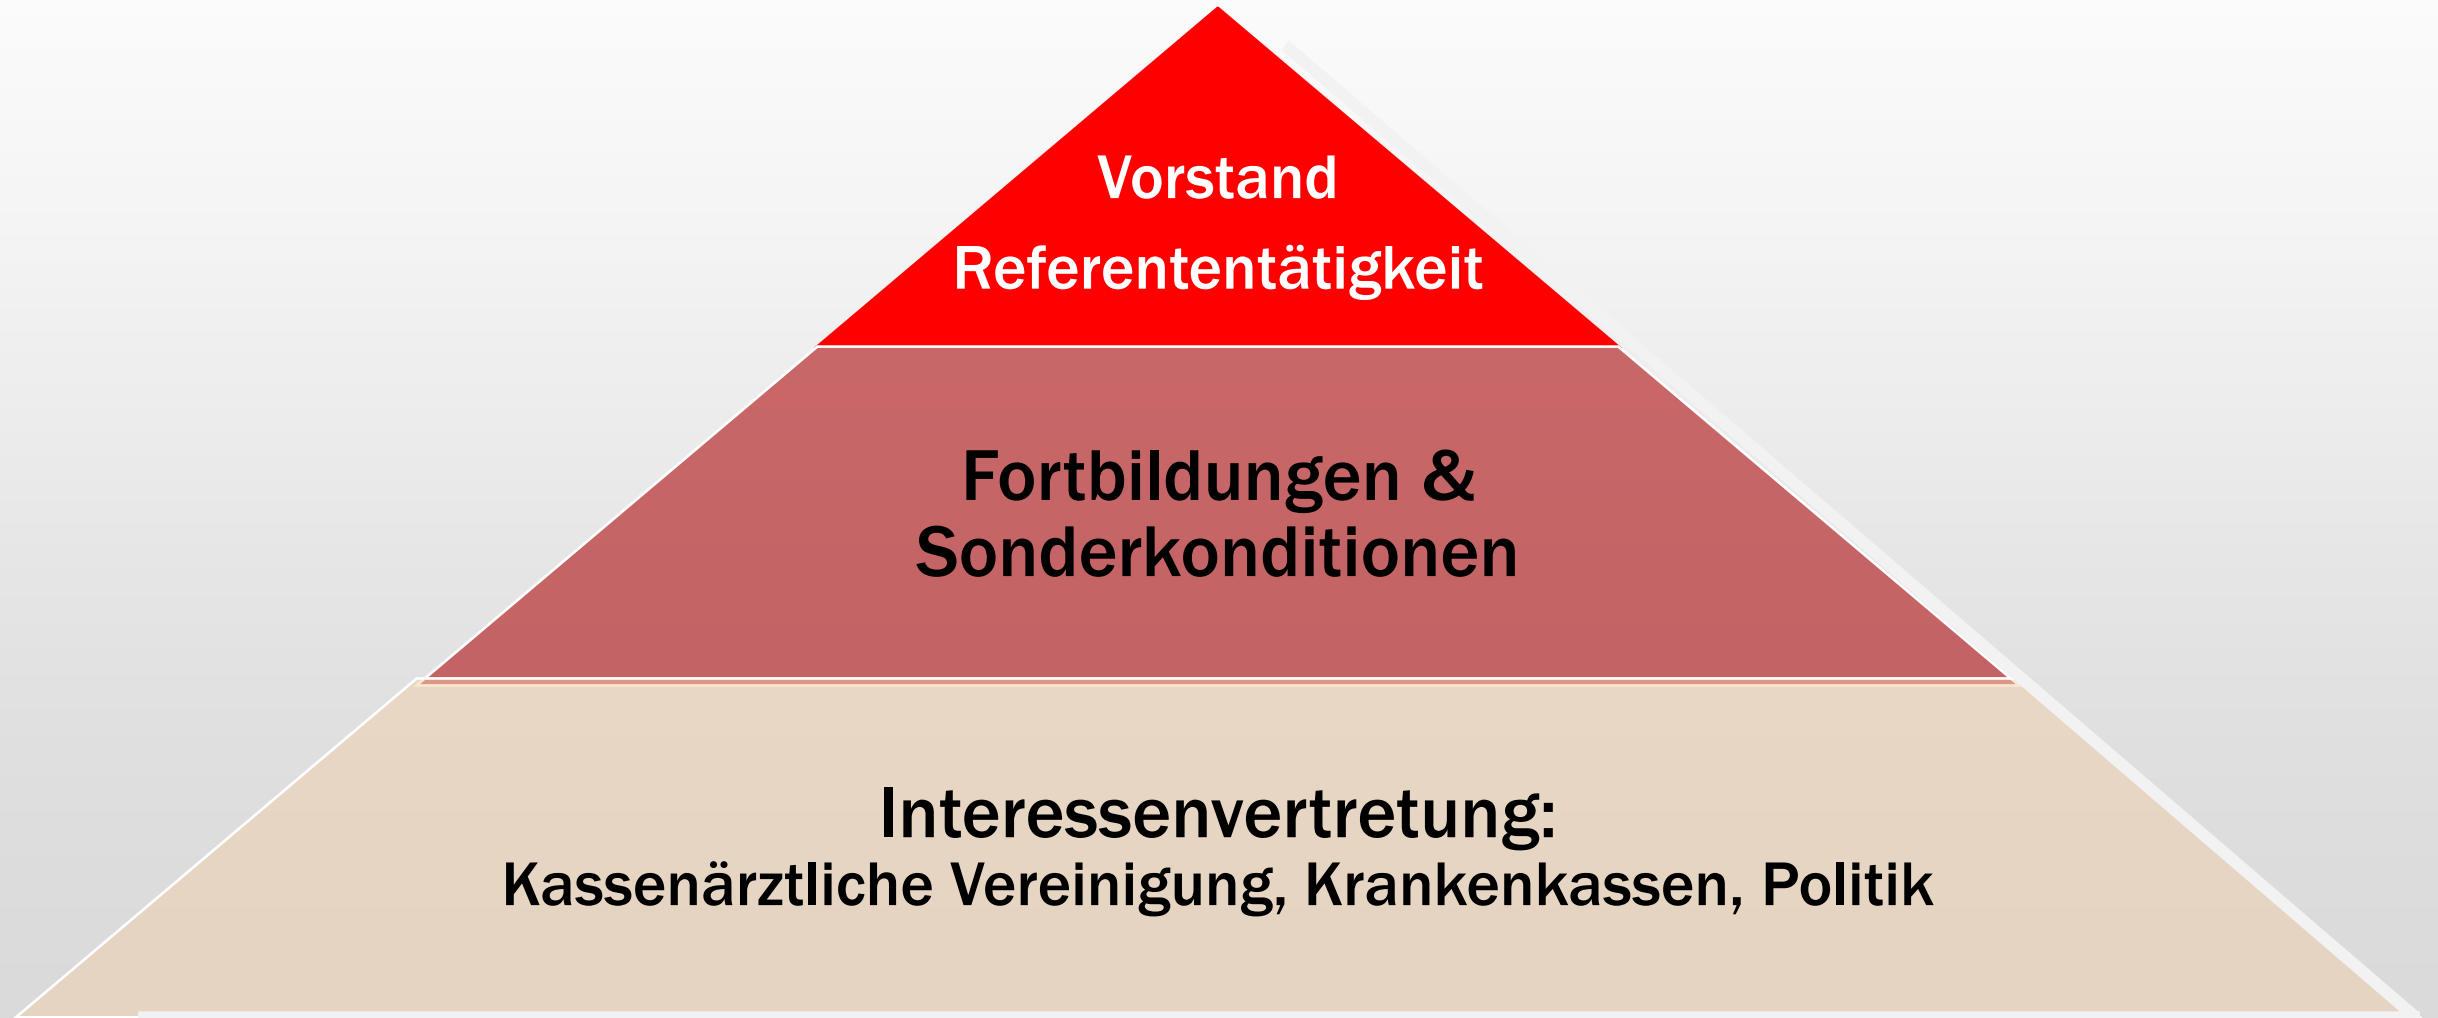 Vorstand
Referententätigkeit
Fortbildungen &
Sonderkonditionen
Interessenvertretung:
Kassenärztliche Vereinigung, Krankenkassen, Politik